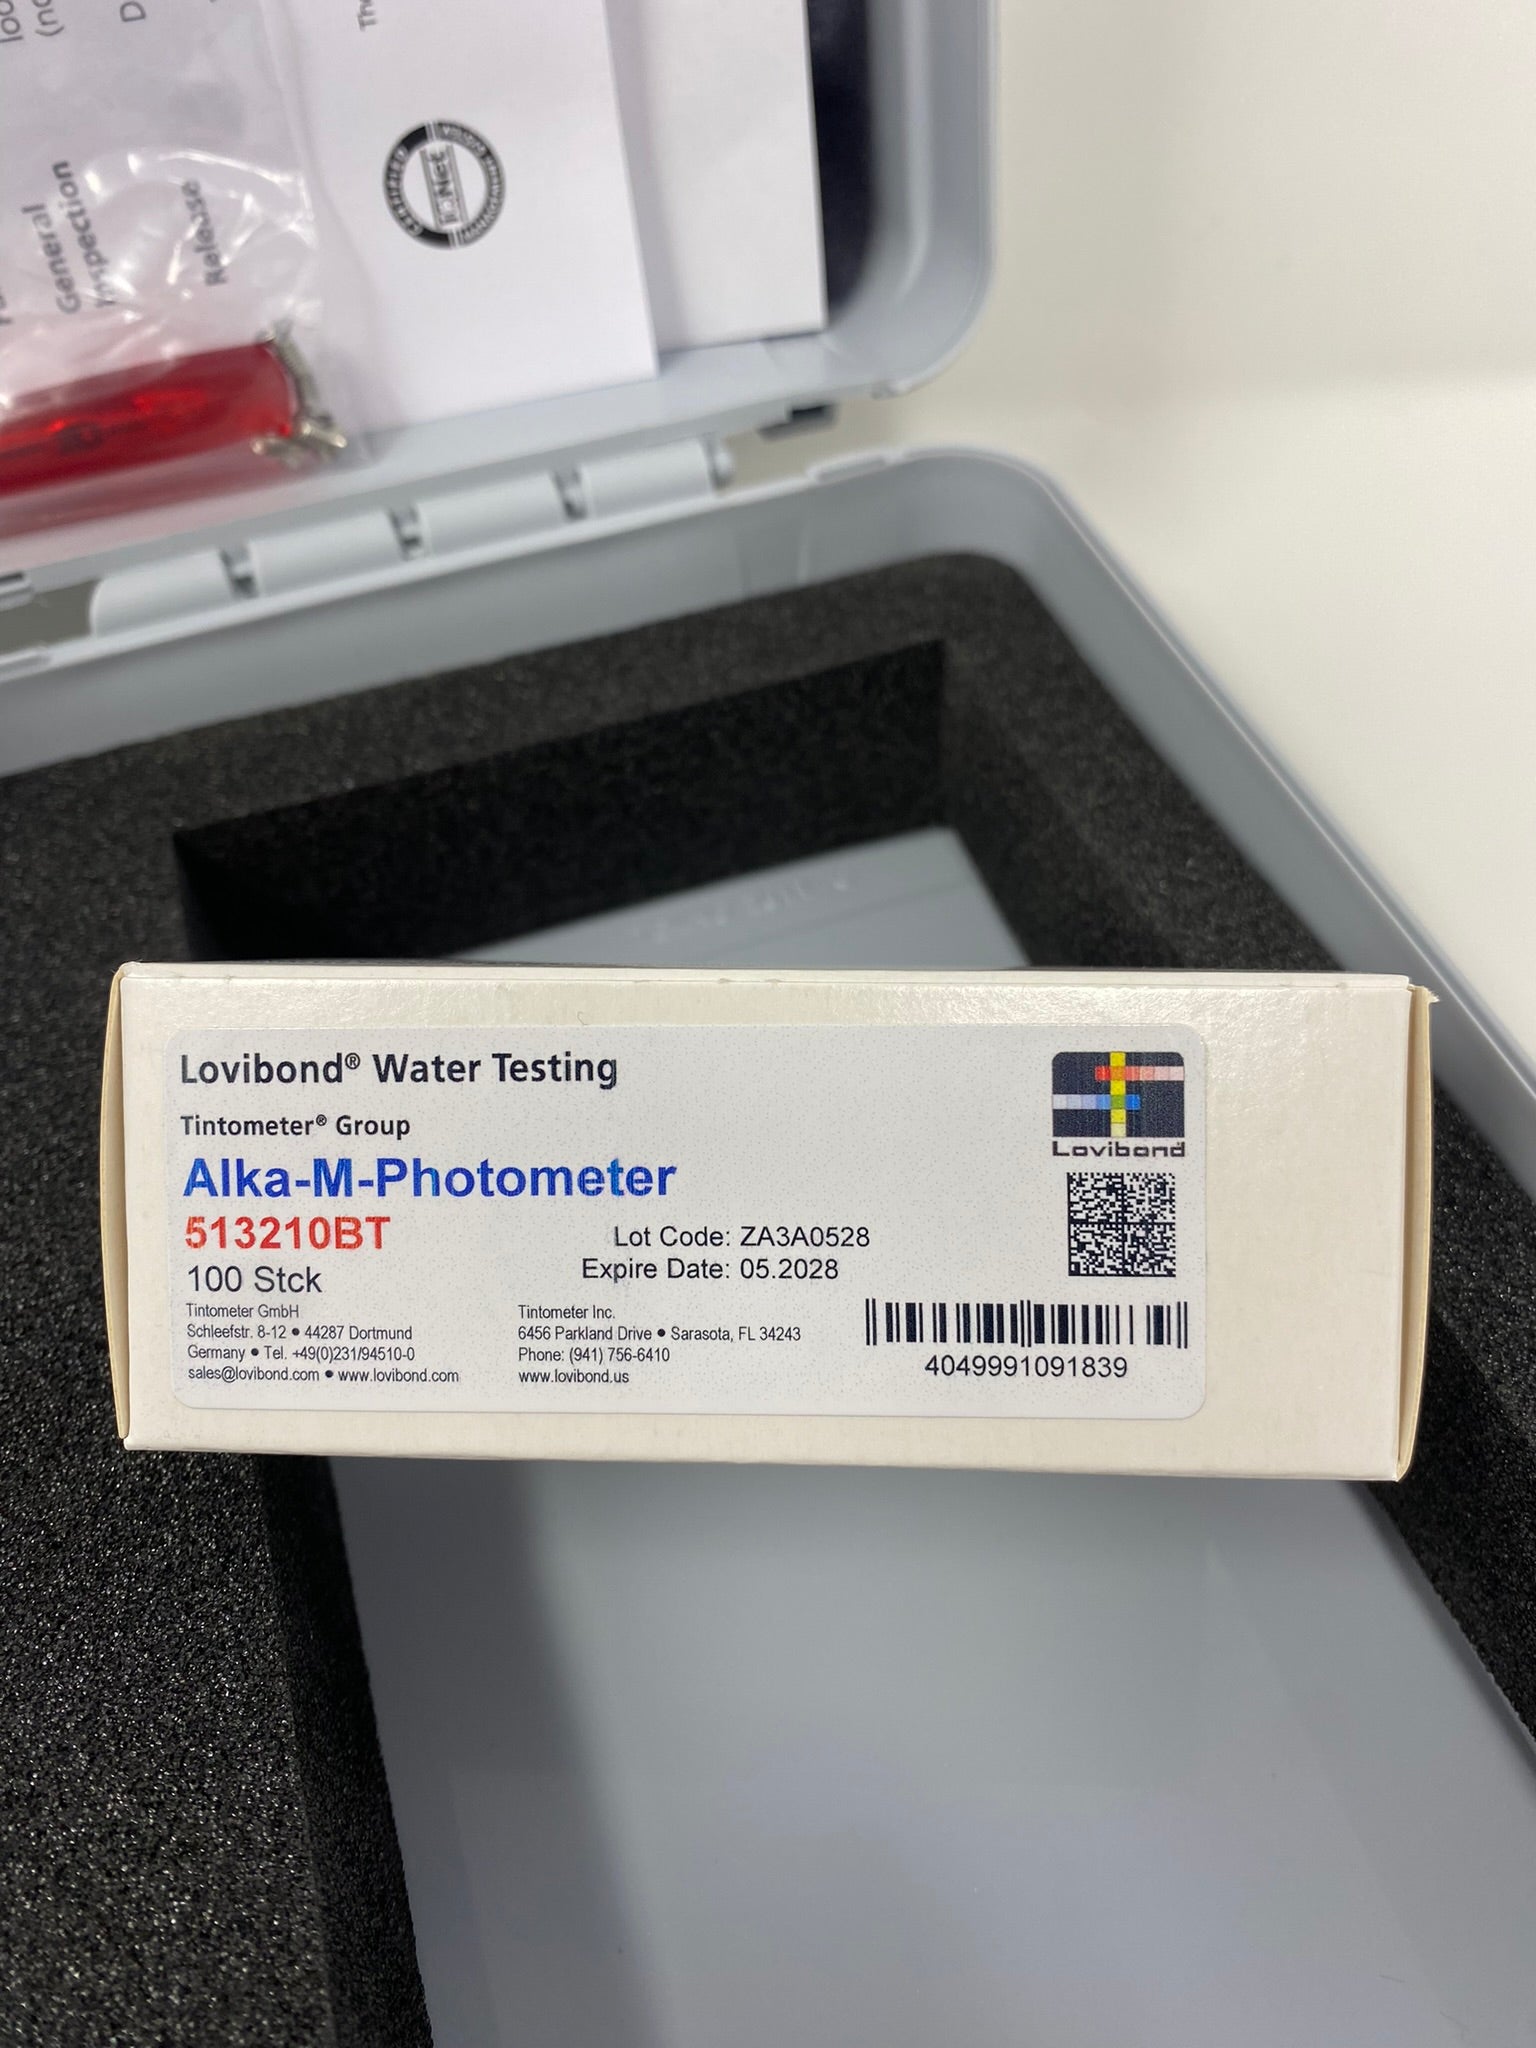 General
Inspection
Release
CERTIFIED
MANAGEMENT
IQNet
Lovibond® Water Testing
Tintometer® Group
Alka-M-Photometer
513210BT
100 Stck
Lot Code: ZA3A0528
Expire Date: 05.2028
Lovibond
Tintometer GmbH
Schleefstr. 8-12 • 44287 Dortmund
Germany • Tel. +49(0)231/94510-0
sales@lovibond.com • www.lovibond.com
Tintometer Inc.
6456 Parkland Drive • Sarasota, FL 34243
Phone: (941) 756-6410
www.lovibond.us
4049991091839